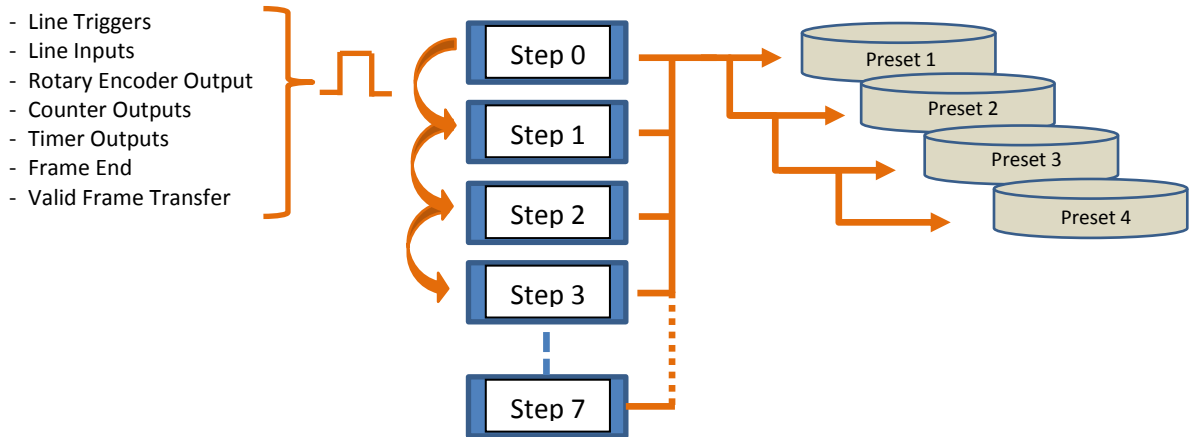 - Line Triggers
- Line Inputs
- Rotary Encoder Output
- Counter Outputs
- Timer Outputs
- Frame End
- Valid Frame Transfer
Step 0
Step 1
Step 2
Step 3
Step 7
Preset 1
Preset 2
Preset 3
Preset 4